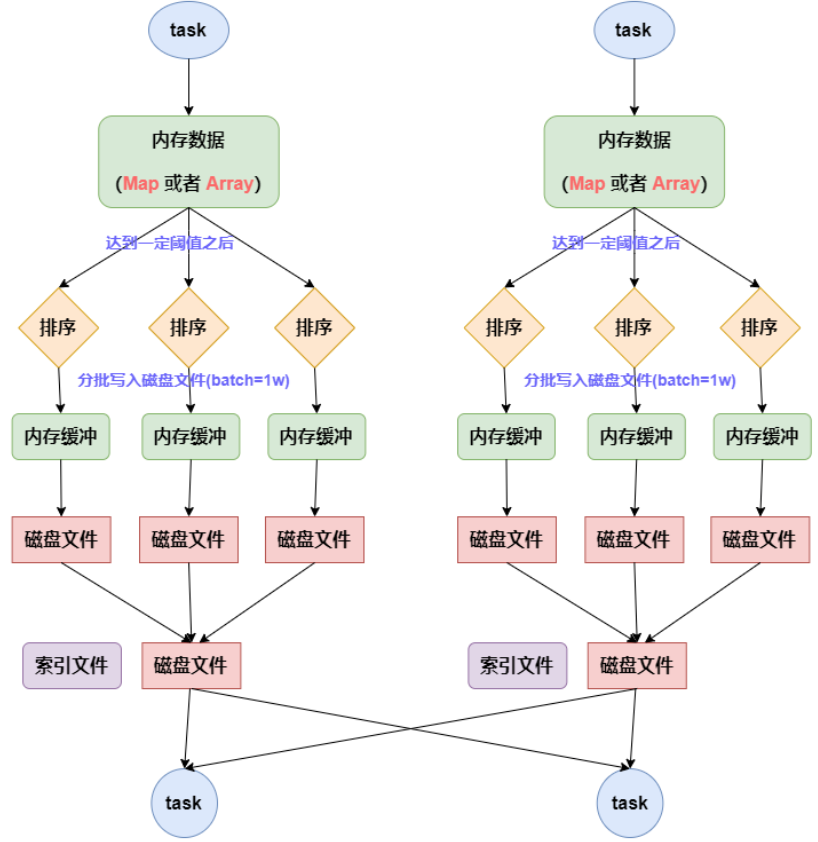 task
task
内存数据
(Map 或者 Array)
内存数据
(Map 或者 Array)
达到一定阈值之后
达到一定阈值之后
排序
排序
排序
排序
排序
排序
分批写入磁盘文件(batch=1w)
分批写入磁盘文件(batch=1w)
内存缓冲
内存缓冲
内存缓冲
内存缓冲
内存缓冲
内存缓冲
磁盘文件
磁盘文件
磁盘文件
磁盘文件
磁盘文件
磁盘文件
索引文件
磁盘文件
索引文件
磁盘文件
task
task